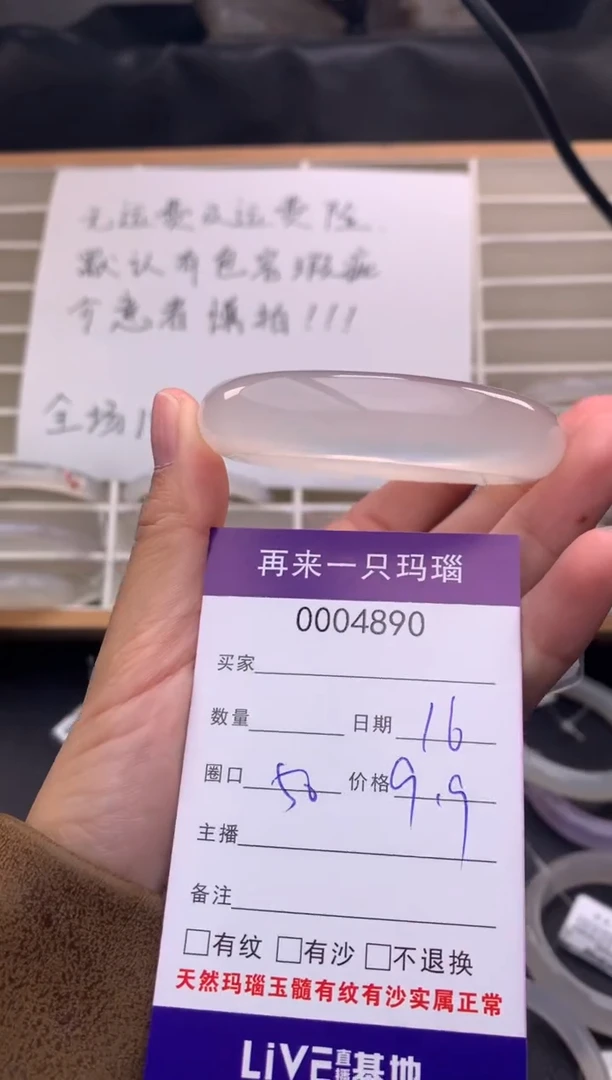 无运费及运费险
默认有色害瑕疵
介意者慎拍!!!
全场1
再来一只玛瑙
0004890
买家
数量 日期 16
圈口 50 价格 9.9
主播
备注
□有纹 □有沙 □不退换
天然玛瑙玉髓有纹有沙实属正常
LiVE直播基地